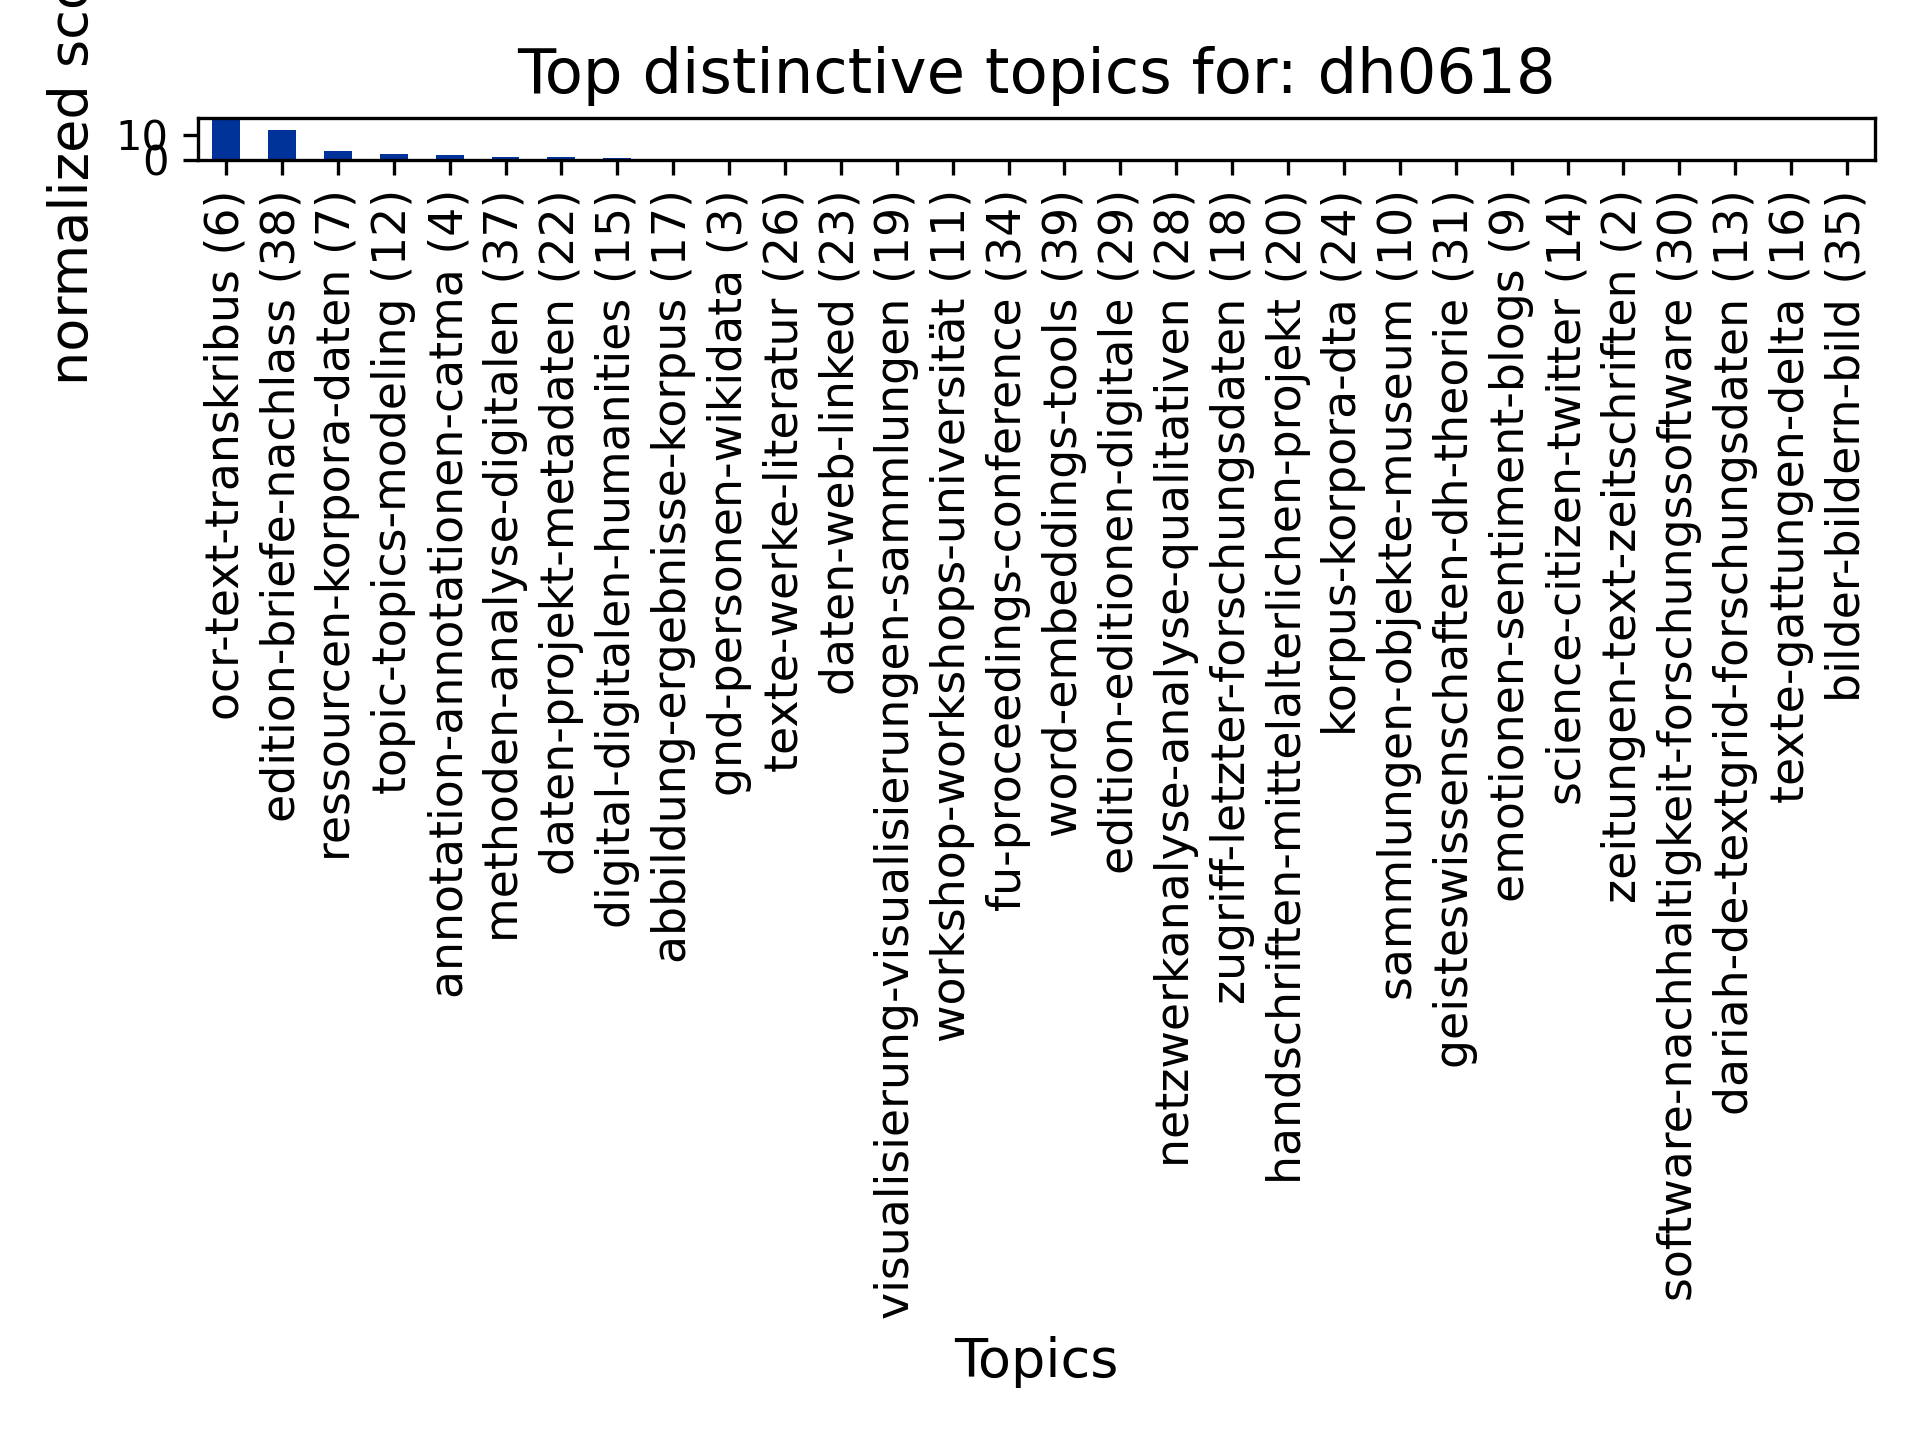 Top distinctive topics for: dh0618
normalized sco
10
0
ocr-text-transkribus (6)
edition-briefe-nachlass (38)
ressourcen-korpora-daten (7)
topic-topics-modeling (12)
annotation-annotationen-catma (4)
methoden-analyse-digitalen (37)
daten-projekt-metadaten (22)
digital-digitalen-humanities (15)
abbildung-ergebnisse-korpus (17)
gnd-personen-wikidata (3)
texte-werke-literatur (26)
daten-web-linked (23)
visualisierung-visualisierungen-sammlungen (19)
workshop-workshops-universität (11)
fu-proceedings-conference (34)
word-embeddings-tools (39)
edition-editionen-digitale (29)
netzwerkanalyse-analyse-qualitativen (28)
zugriff-letzter-forschungsdaten (18)
handschriften-mittelalterlichen-projekt (20)
korpus-korpora-dta (24)
sammlungen-objekte-museum (10)
geisteswissenschaften-dh-theorie (31)
emotionen-sentiment-blogs (9)
science-citizen-twitter (14)
zeitungen-text-zeitschriften (2)
software-nachhaltigkeit-forschungssoftware (30)
dariah-de-textgrid-forschungsdaten (13)
texte-gattungen-delta (16)
bilder-bildern-bild (35)
Topics